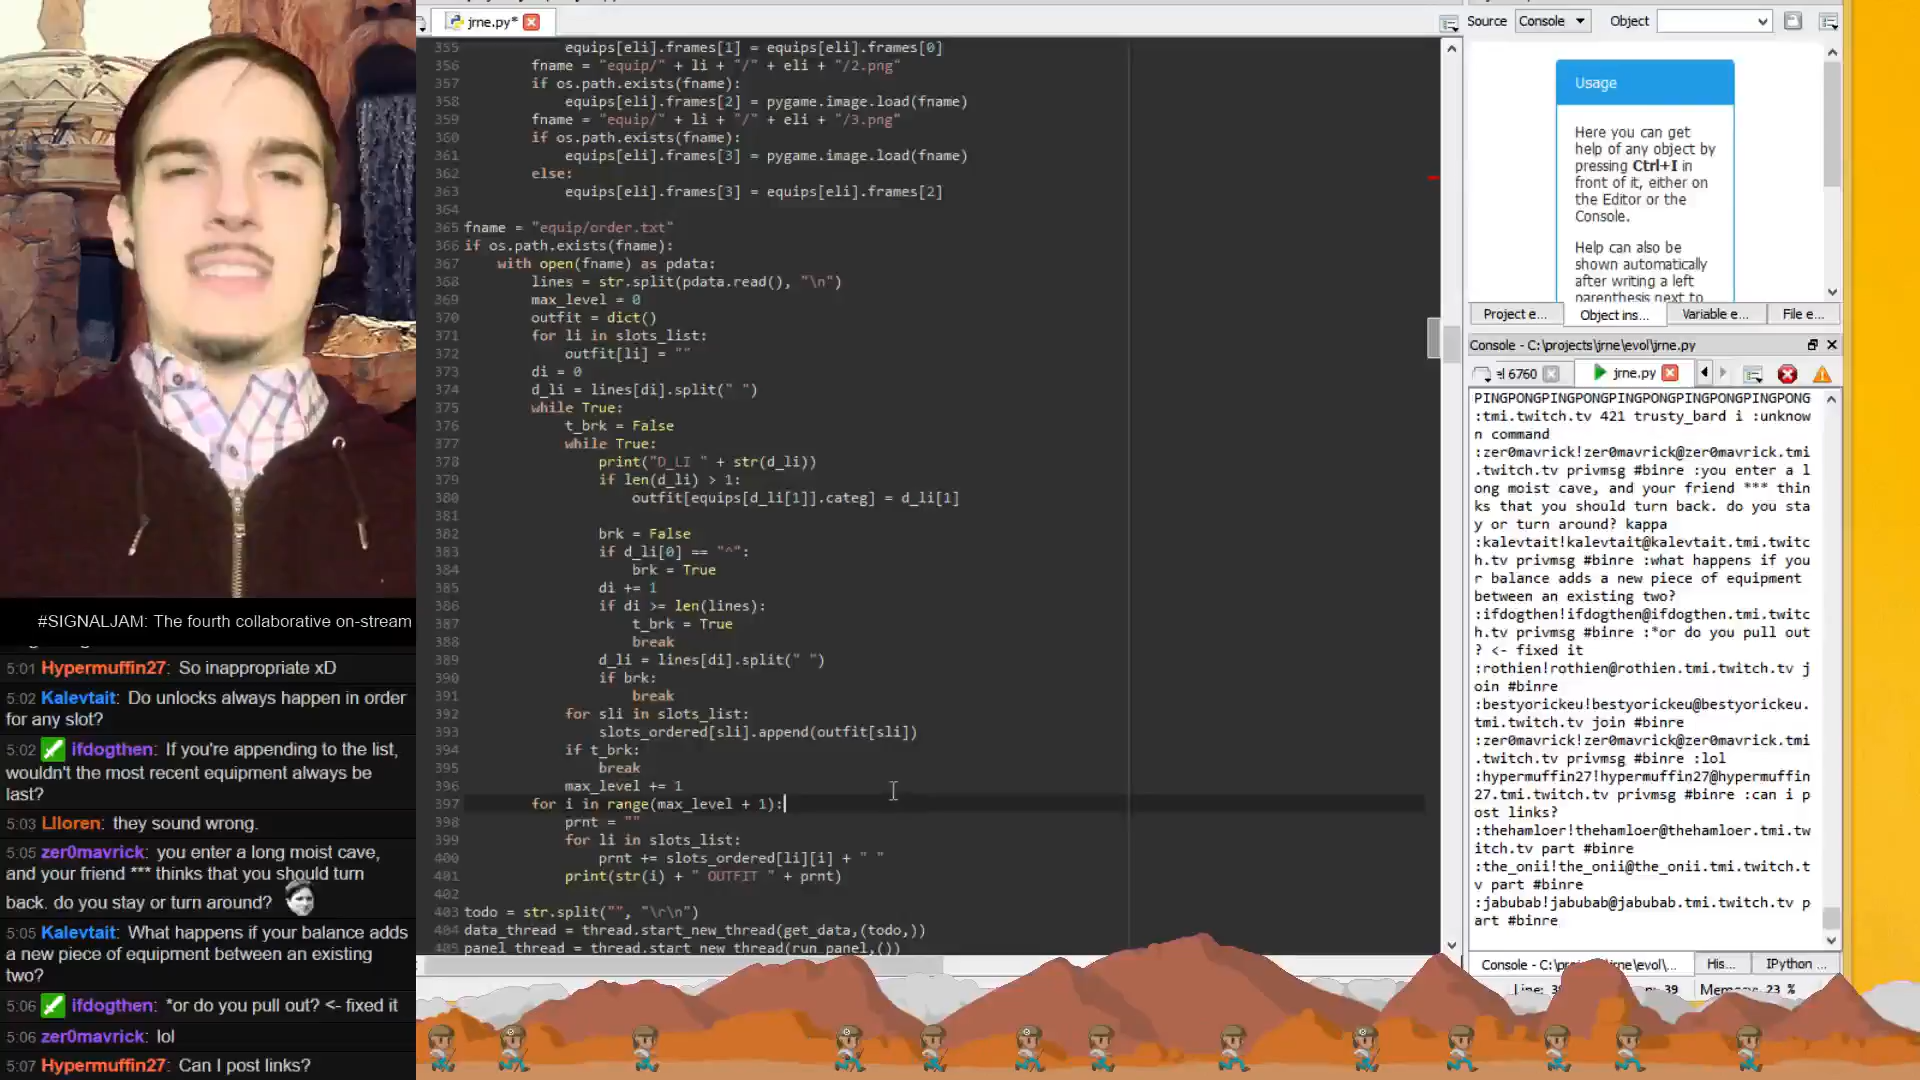 jrne.py*
355 equips[eli].frames[1] = equips[eli].frames[0]
356 fname = "equip/" + li + "/" + eli + "/2.png"
357 if os.path.exists(fname):
358 equips[eli].frames[2] = pygame.image.load(fname)
359 fname = "equip/" + li + "/" + eli + "/3.png"
360 if os.path.exists(fname):
361 equips[eli].frames[3] = pygame.image.load(fname)
362 else:
363 equips[eli].frames[3] = equips[eli].frames[2]
364
365 fname = "equip/order.txt"
366 if os.path.exists(fname):
367 with open(fname) as pdata:
368 lines = str.split(pdata.read(), "\n")
369 max_level = 0
370 outfit = dict()
371 for li in slots_list:
372 outfit[li] = ""
373 di = 0
374 d_li = lines[di].split(" ")
375 while True:
376 t_brk = False
377 while True:
378 print("D_LI " + str(d_li))
379 if len(d_li) > 1:
380 outfit[equips[d_li[1]].categ] = d_li[1]
381
382 brk = False
383 if d_li[0] == "^":
384 brk = True
385 di += 1
386 if di >= len(lines):
387 t_brk = True
388 break
389 d_li = lines[di].split(" ")
390 if brk:
391 break
392 for sli in slots_list:
393 slots_ordered[sli].append(outfit[sli])
394 if t_brk:
395 break
396 max_level += 1
397 for i in range(max_level + 1):
398 prnt = ""
399 for li in slots_list:
400 prnt += slots_ordered[li][i] + " "
401 print(str(i) + " OUTFIT " + prnt)
402
403 todo = str.split("", "\r\n")
404 data_thread = thread.start_new_thread(get_data,(todo,))
405 panel_thread = thread.start_new_thread(run_panel,())
Source Console Object
Usage
Here you can get
help of any object by
pressing Ctrl+I in
front of it, either on
the Editor or the
Console.
Help can also be
shown automatically
after writing a left
parenthesis next to
Project e... Object ins... Variable e... File e...
Console - C:\projects\jrne\evol\jrne.py
el 6760 jrne.py
PINGPONGPINGPONGPINGPONGPINGPONGPINGPONG
:tmi.twitch.tv 421 trusty_bard i :unknow
n command
:zer0mavrick!zer0mavrick@zer0mavrick.tmi
.twitch.tv privmsg #binre :you enter a l
ong moist cave, and your friend *** thin
ks that you should turn back. do you sta
y or turn around? kappa
:kalevtait!kalevtait@kalevtait.tmi.twitc
h.tv privmsg #binre :what happens if you
r balance adds a new piece of equipment
between an existing two?
:ifdogthen!ifdogthen@ifdogthen.tmi.twitc
h.tv privmsg #binre :*or do you pull out
? <- fixed it
:rothien!rothien@rothien.tmi.twitch.tv j
oin #binre
:bestyorickeu!bestyorickeu@bestyorickeu.
tmi.twitch.tv join #binre
:zer0mavrick!zer0mavrick@zer0mavrick.tmi
.twitch.tv privmsg #binre :lol
:hypermuffin27!hypermuffin27@hypermuffin
27.tmi.twitch.tv privmsg #binre :can i p
ost links?
:thehamloer!thehamloer@thehamloer.tmi.tw
itch.tv part #binre
:the_onii!the_onii@the_onii.tmi.twitch.t
v part #binre
:jabubab!jabubab@jabubab.tmi.twitch.tv p
art #binre
Console - C:\projects\jrne\evol\... His... IPython ...
Line: 39 23 %
#SIGNALJAM: The fourth collaborative on-stream
5:01 Hypermuffin27: So inappropriate xD
5:02 Kalevtait: Do unlocks always happen in order
for any slot?
5:02 ifdogthen: If you're appending to the list,
wouldn't the most recent equipment always be
last?
5:03 Llloren: they sound wrong.
5:05 zer0mavrick: you enter a long moist cave,
and your friend *** thinks that you should turn
back. do you stay or turn around?
5:05 Kalevtait: What happens if your balance adds
a new piece of equipment between an existing
two?
5:06 ifdogthen: *or do you pull out? <- fixed it
5:06 zer0mavrick: lol
5:07 Hypermuffin27: Can I post links?